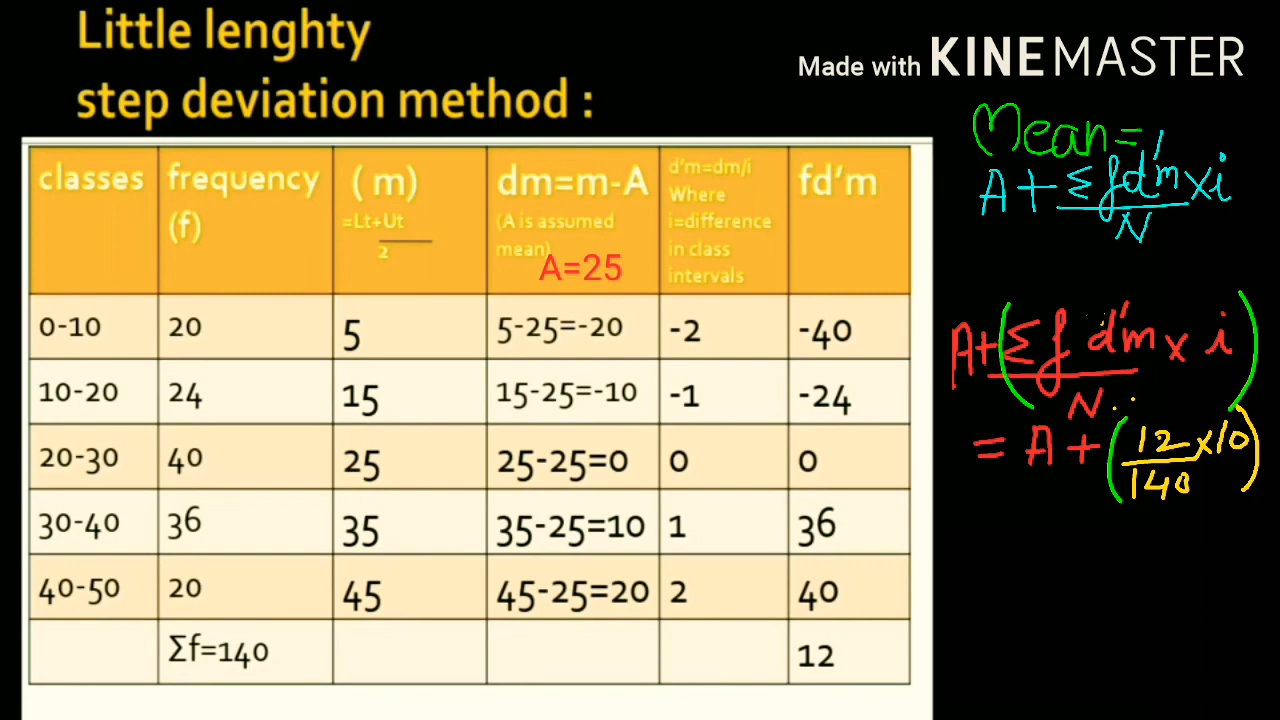 Little lenghty
step deviation method :
Made with KINEMASTER
classes frequency (f) ( m) =Lt+Ut 2 dm=m-A (A is assumed mean) A=25 d'm=dm/i Where i=difference in class intervals fd'm
0-10 20 5 5-25=-20 -2 -40
10-20 24 15 15-25=-10 -1 -24
20-30 40 25 25-25=0 0 0
30-40 36 35 35-25=10 1 36
40-50 20 45 45-25=20 2 40
Σf=140 12
Mean=
A+Σfd'm×i
N
A+(Σf d'm × i)
N
= A+(12×10)
140